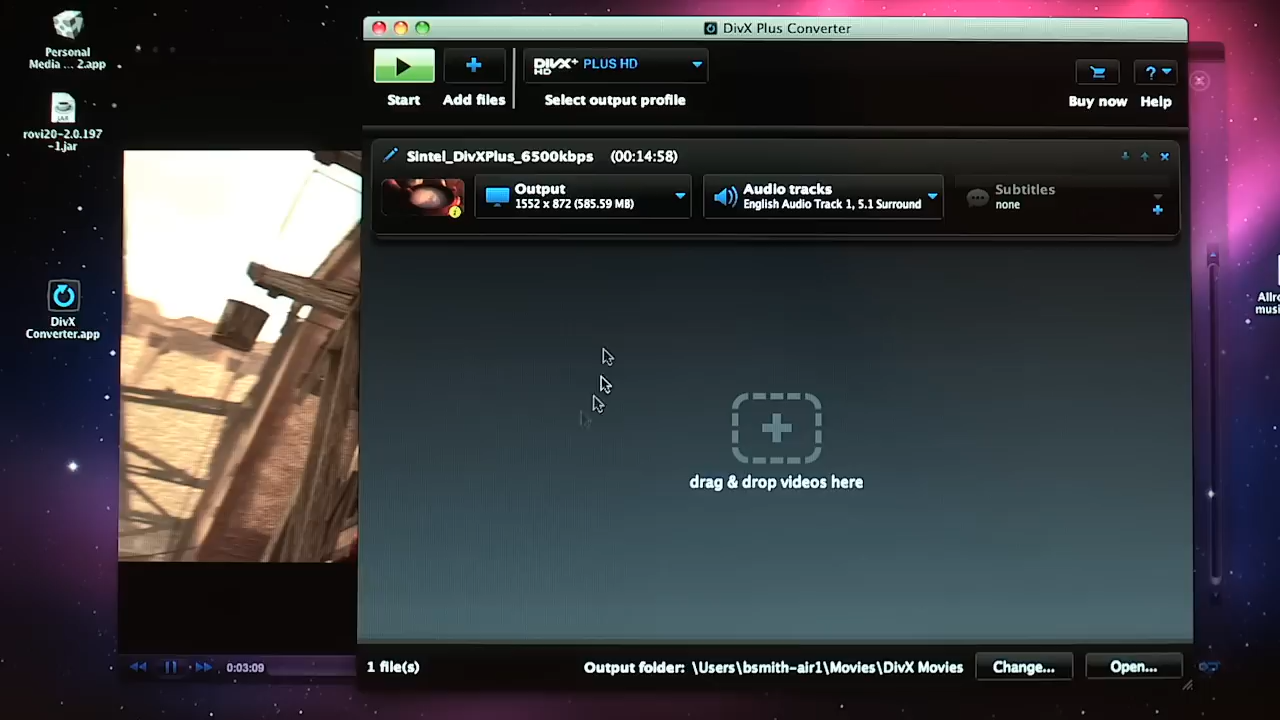 Personal
Media ... 2.app
rovi20-2.0.197
-1.jar
JAR
DivX
Converter.app
DivX Plus Converter
Start
Add files
DIVX+ HD PLUS HD
Select output profile
Buy now
?
Help
Sintel_DivXPlus_6500kbps (00:14:58)
Output
1552 x 872 (585.59 MB)
Audio tracks
English Audio Track 1, 5.1 Surround
Subtitles
none
drag & drop videos here
0:03:09
1 file(s)
Output folder: \Users\bsmith-air1\Movies\DivX Movies
Change...
Open...